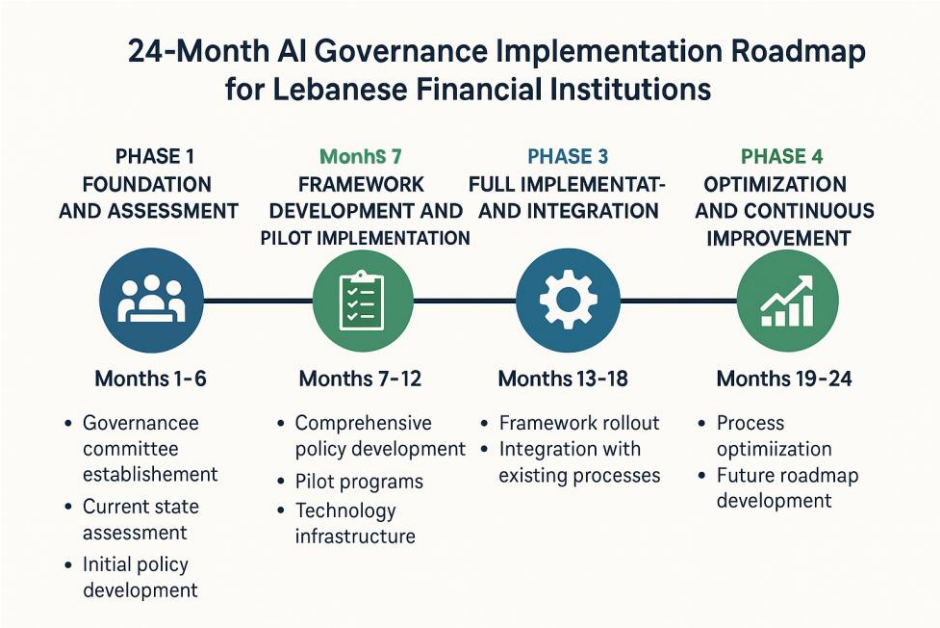 24-Month AI Governance Implementation Roadmap
for Lebanese Financial Institutions
PHASE 1
FOUNDATION
AND ASSESSMENT
Months 1-6
• Governancee
committee
establishement
• Current state
assessment
• Initial policy
development
MonhS 7
FRAMEWORK
DEVELOPMENT AND
PILOT IMPLEMENTATION
Months 7-12
• Comprehensive
policy development
• Pilot programs
• Technology
infrastructure
PHASE 3
FULL IMPLEMENTAT-
AND INTEGRATION
Months 13-18
• Framework rollout
• Integration with
existing processes
PHASE 4
OPTIMIZATION
AND CONTINUOUS
IMPROVEMENT
Months 19-24
• Process
optimiization
• Future roadmap
development